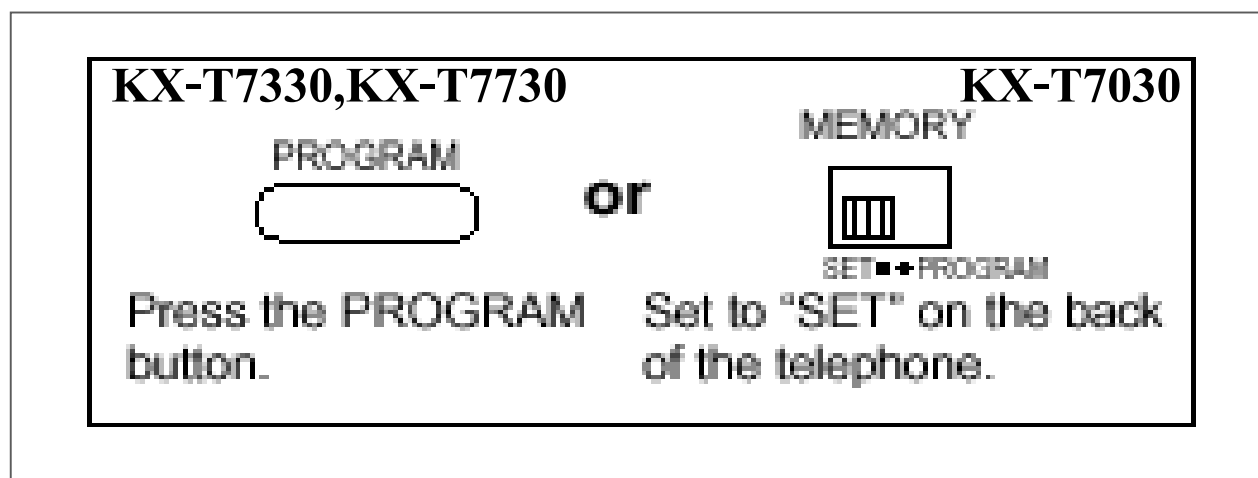 KX-T7330,KX-T7730
KX-T7030
PROGRAM
or
MEMORY
SET PROGRAM
Press the PROGRAM
button.
Set to “SET” on the back
of the telephone.